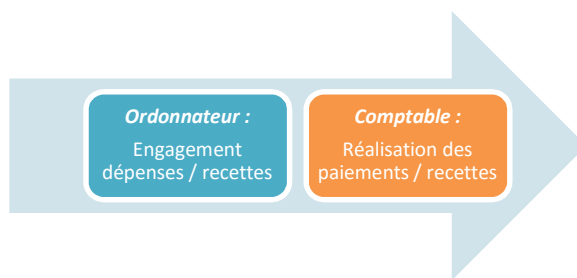 Ordonnateur :
Engagement
dépenses / recettes
Comptable :
Réalisation des
paiements / recettes